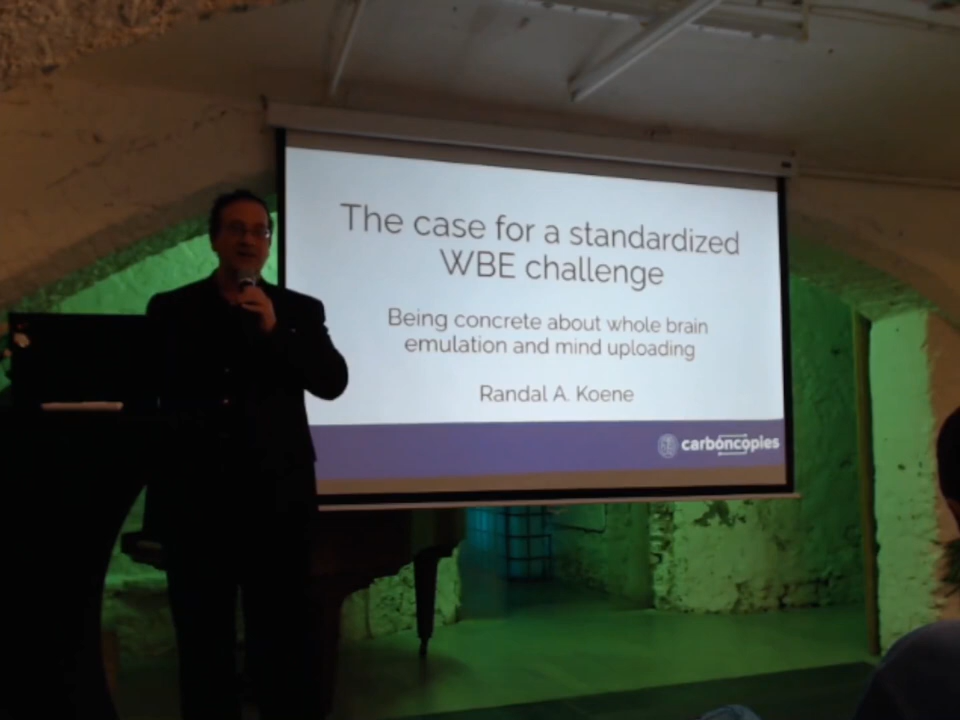 The case for a standardized
WBE challenge
Being concrete about whole brain
emulation and mind uploading
Randal A. Koene
carboncopies